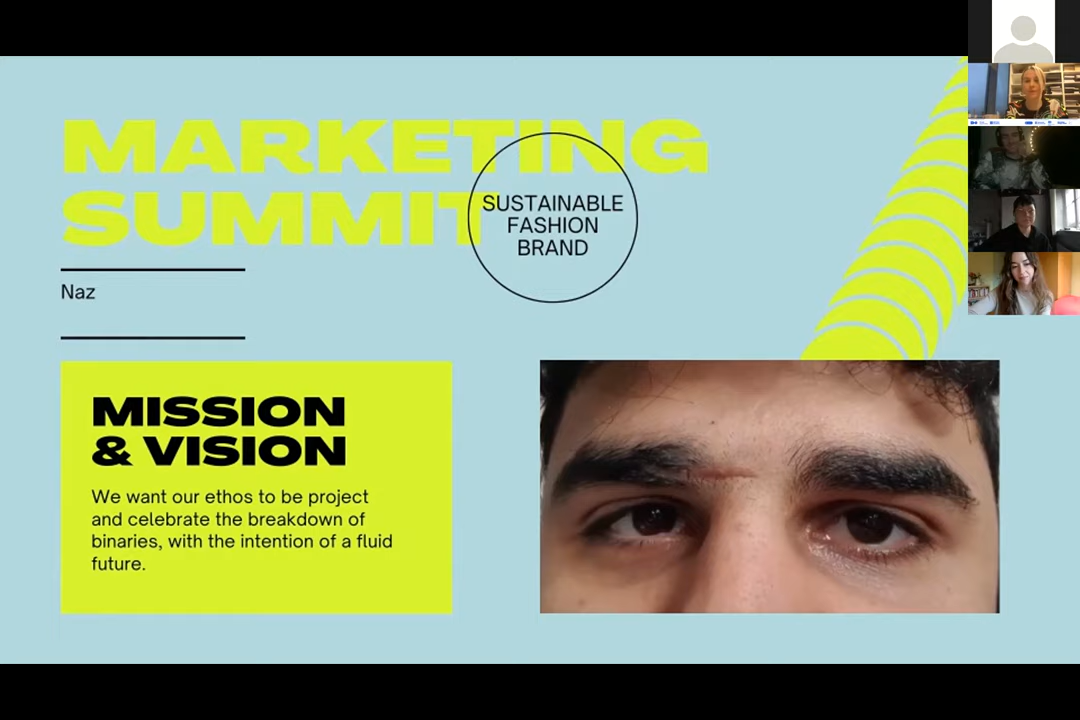 MARKETING
SUMMIT
SUSTAINABLE
FASHION
BRAND
Naz
MISSION
& VISION
We want our ethos to be project
and celebrate the breakdown of
binaries, with the intention of a fluid
future.